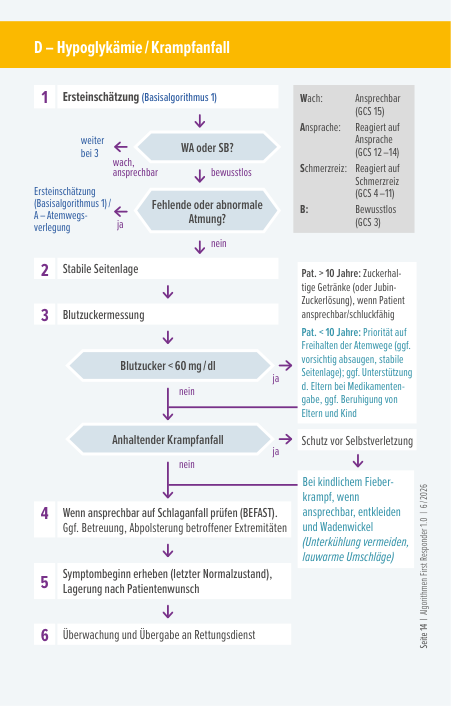 D – Hypoglykämie / Krampfanfall
1 Ersteinschätzung (Basisalgorithmus 1)
WA oder SB?
weiter
bei 3
wach,
ansprechbar
bewusstlos
Fehlende oder abnormale
Atmung?
Ersteinschätzung
(Basisalgorithmus 1) /
A – Atemwegs-
verlegung
ja
nein
Wach: Ansprechbar
(GCS 15)
Ansprache: Reagiert auf
Ansprache
(GCS 12 –14)
Schmerzreiz: Reagiert auf
Schmerzreiz
(GCS 4 –11)
B: Bewusstlos
(GCS 3)
2 Stabile Seitenlage
3 Blutzuckermessung
Blutzucker < 60 mg / dl
ja
nein
Pat. > 10 Jahre: Zuckerhal-
tige Getränke (oder Jubin-
Zuckerlösung), wenn Patient
ansprechbar/schluckfähig
Pat. < 10 Jahre: Priorität auf
Freihalten der Atemwege (ggf.
vorsichtig absaugen, stabile
Seitenlage); ggf. Unterstützung
d. Eltern bei Medikamenten-
gabe, ggf. Beruhigung von
Eltern und Kind
Anhaltender Krampfanfall
ja
nein
Schutz vor Selbstverletzung
Bei kindlichem Fieber-
krampf, wenn
ansprechbar, entkleiden
und Wadenwickel
(Unterkühlung vermeiden,
lauwarme Umschläge)
4 Wenn ansprechbar auf Schlaganfall prüfen (BEFAST).
Ggf. Betreuung, Abpolsterung betroffener Extremitäten
5 Symptombeginn erheben (letzter Normalzustand),
Lagerung nach Patientenwunsch
6 Überwachung und Übergabe an Rettungsdienst
Seite 14 | Algorithmen First Responder 1.0 | 6 / 2026